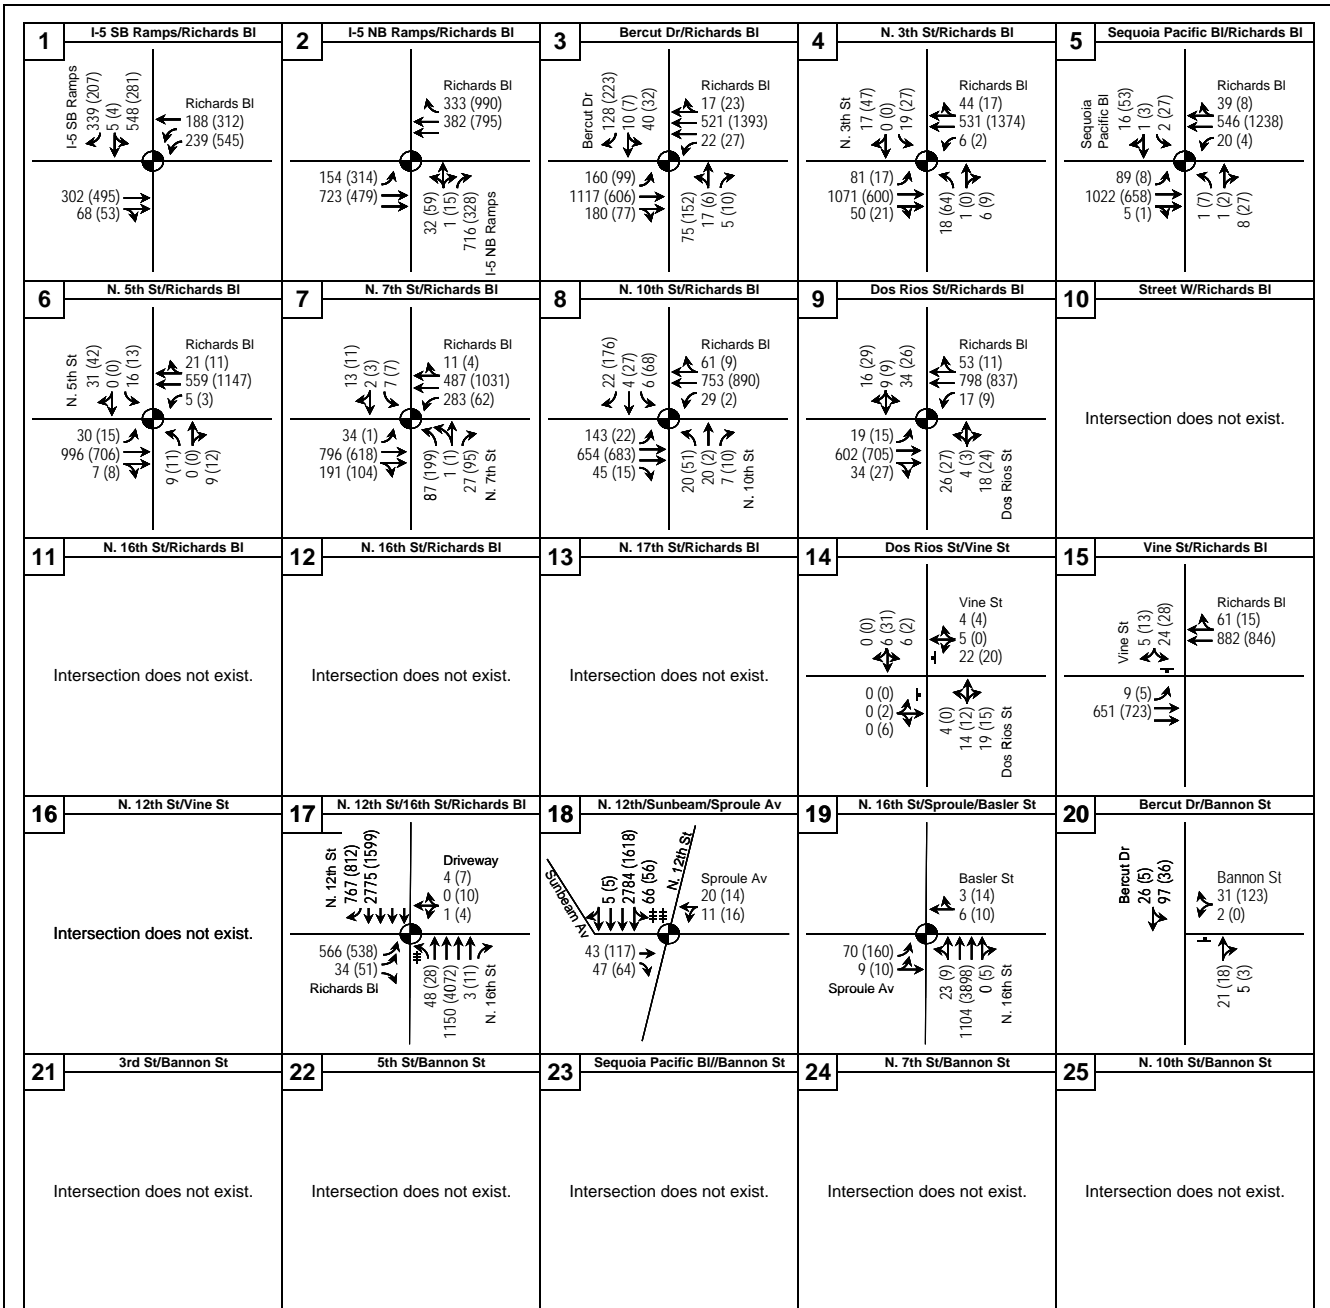 1
I-5 SB Ramps/Richards Bl
I-5 SB Ramps
339 (207)
5 (4)
548 (281)
Richards Bl
188 (312)
239 (545)
302 (495)
68 (53)
2
I-5 NB Ramps/Richards Bl
Richards Bl
333 (990)
382 (795)
154 (314)
723 (479)
32 (59)
1 (15)
716 (328)
I-5 NB Ramps
3
Bercut Dr/Richards Bl
Bercut Dr
128 (223)
10 (7)
40 (32)
Richards Bl
17 (23)
521 (1393)
22 (27)
160 (99)
1117 (606)
180 (77)
75 (152)
17 (6)
5 (10)
4
N. 3th St/Richards Bl
N. 3th St
17 (47)
0 (0)
19 (27)
Richards Bl
44 (17)
531 (1374)
6 (2)
81 (17)
1071 (600)
50 (21)
18 (64)
1 (0)
6 (9)
5
Sequoia Pacific Bl/Richards Bl
Sequoia
Pacific Bl
16 (53)
1 (3)
2 (27)
Richards Bl
39 (8)
546 (1238)
20 (4)
89 (8)
1022 (658)
5 (1)
1 (7)
1 (2)
8 (27)
6
N. 5th St/Richards Bl
N. 5th St
31 (42)
0 (0)
16 (13)
Richards Bl
21 (11)
559 (1147)
5 (3)
30 (15)
996 (706)
7 (8)
9 (11)
0 (0)
9 (12)
7
N. 7th St/Richards Bl
13 (11)
2 (3)
7 (7)
Richards Bl
11 (4)
487 (1031)
283 (62)
34 (1)
796 (618)
191 (104)
87 (199)
1 (1)
27 (95)
N. 7th St
8
N. 10th St/Richards Bl
22 (176)
4 (27)
6 (68)
Richards Bl
61 (9)
753 (890)
29 (2)
143 (22)
654 (683)
45 (15)
20 (51)
20 (2)
7 (10)
N. 10th St
9
Dos Rios St/Richards Bl
16 (29)
9 (9)
34 (26)
Richards Bl
53 (11)
798 (837)
17 (9)
19 (15)
602 (705)
34 (27)
26 (27)
4 (3)
18 (24)
Dos Rios St
10
Street W/Richards Bl
Intersection does not exist.
11
N. 16th St/Richards Bl
Intersection does not exist.
12
N. 16th St/Richards Bl
Intersection does not exist.
13
N. 17th St/Richards Bl
Intersection does not exist.
14
Dos Rios St/Vine St
0 (0)
6 (31)
6 (2)
Vine St
4 (4)
5 (0)
22 (20)
0 (0)
0 (2)
0 (6)
4 (0)
14 (12)
19 (15)
Dos Rios St
15
Vine St/Richards Bl
Vine St
5 (13)
24 (28)
Richards Bl
61 (15)
882 (846)
9 (5)
651 (723)
16
N. 12th St/Vine St
Intersection does not exist.
17
N. 12th St/16th St/Richards Bl
N. 12th St
767 (812)
2775 (1599)
Driveway
4 (7)
0 (10)
1 (4)
566 (538)
34 (51)
Richards Bl
48 (28)
1150 (4072)
3 (11)
N. 16th St
18
N. 12th/Sunbeam/Sproule Av
Sunbeam Av
5 (5)
2784 (1618)
66 (56)
N. 12th St
Sproule Av
20 (14)
11 (16)
43 (117)
47 (64)
19
N. 16th St/Sproule/Basler St
Basler St
3 (14)
6 (10)
70 (160)
9 (10)
Sproule Av
23 (9)
1104 (3898)
0 (5)
N. 16th St
20
Bercut Dr/Bannon St
Bercut Dr
26 (5)
97 (36)
Bannon St
31 (123)
2 (0)
21 (18)
5 (3)
21
3rd St/Bannon St
Intersection does not exist.
22
5th St/Bannon St
Intersection does not exist.
23
Sequoia Pacific Bl//Bannon St
Intersection does not exist.
24
N. 7th St/Bannon St
Intersection does not exist.
25
N. 10th St/Bannon St
Intersection does not exist.